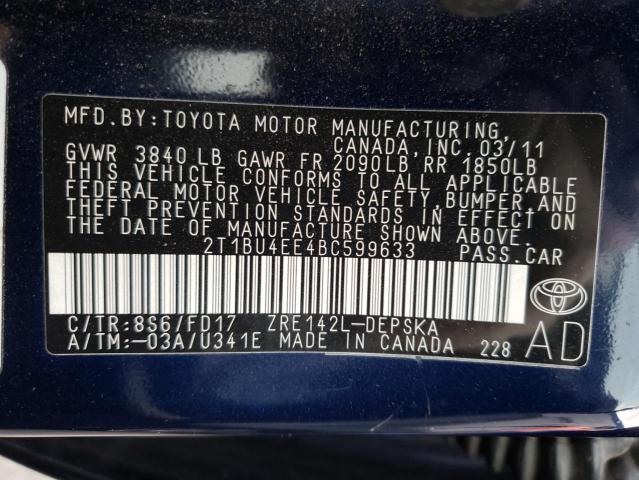 MFD. BY: TOYOTA MOTOR MANUFACTURING,
CANADA, INC. 03/11
GVWR 3840 LB GAWR FR 2090LB, RR 1850LB
THIS VEHICLE CONFORMS TO ALL APPLICABLE
FEDERAL MOTOR VEHICLE SAFETY, BUMPER, AND
THEFT PREVENTION STANDARDS IN EFFECT ON
THE DATE OF MANUFACTURE SHOWN ABOVE.
2T1BU4EE4BC599633 PASS. CAR
C/TR: 8S6/FD17 ZRE142L-DEPSKA
A/TM: -03A/U341E MADE IN CANADA 228
AD